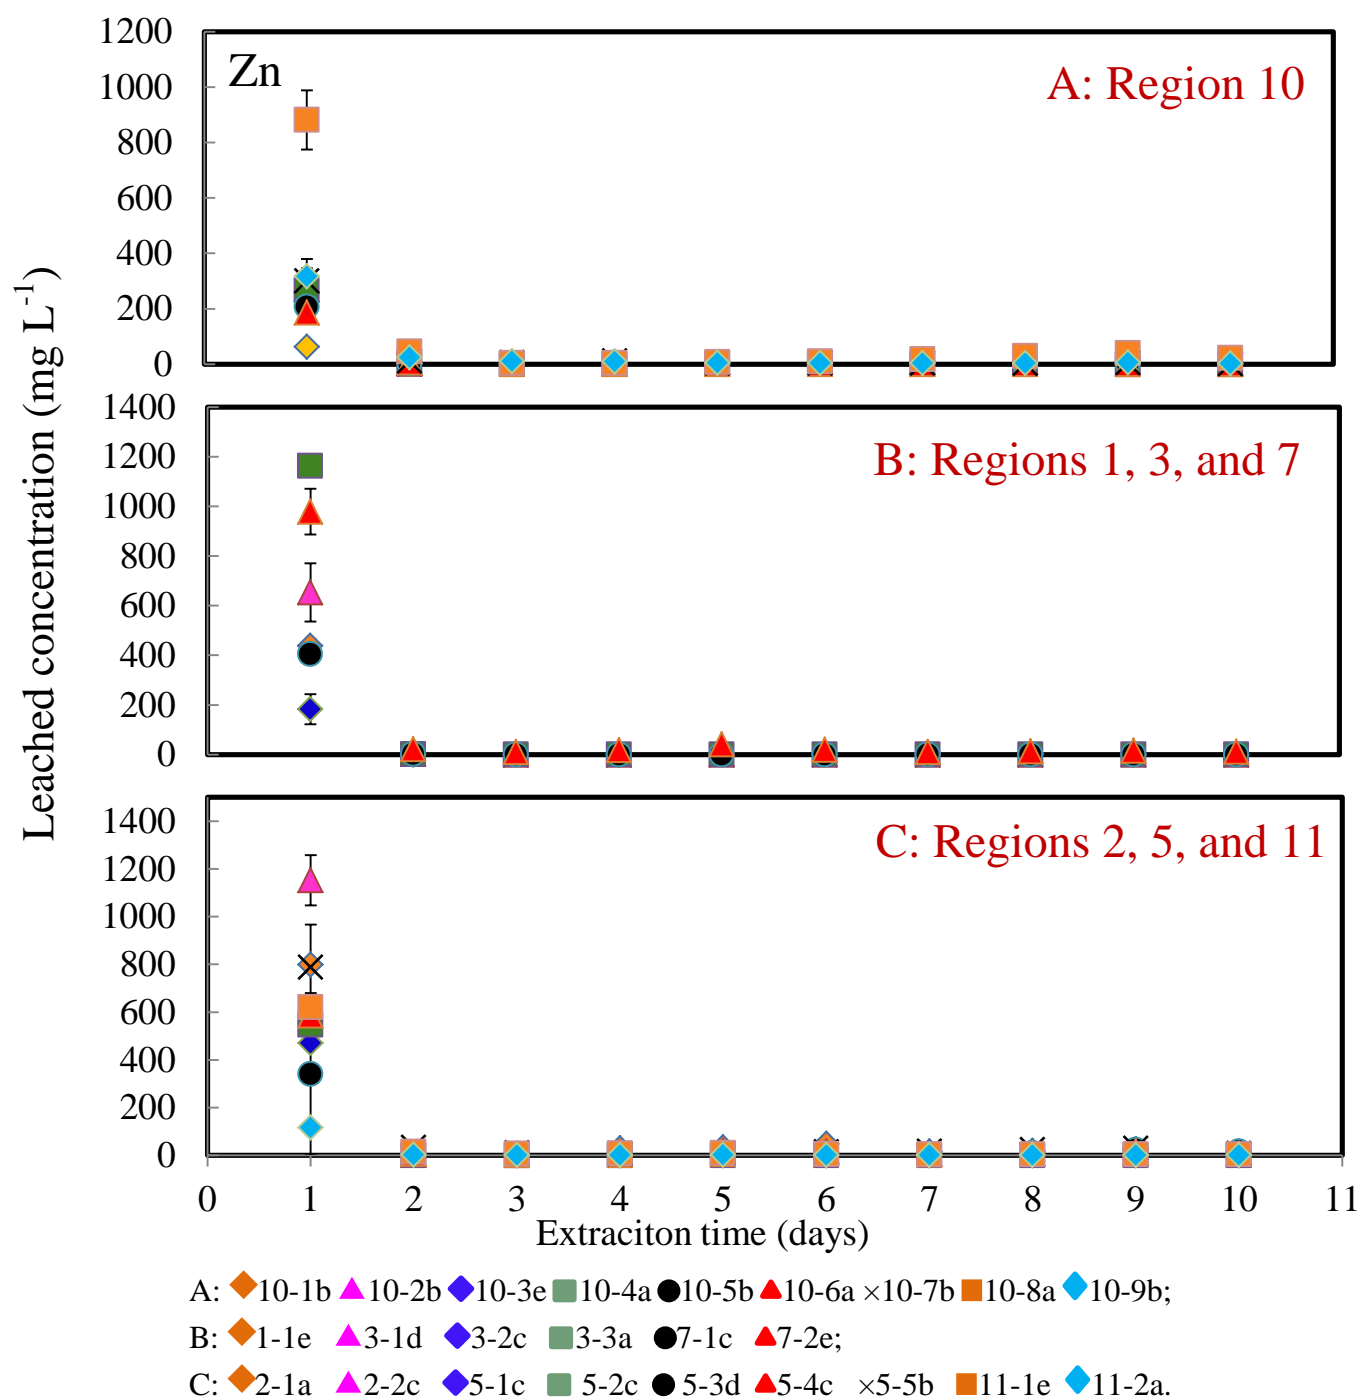 Leached concentration (mg L-1)
1200
1000
800
600
400
200
0
Zn
A: Region 10
1400
1200
1000
800
600
400
200
0
B: Regions 1, 3, and 7
1400
1200
1000
800
600
400
200
0
C: Regions 2, 5, and 11
0 1 2 3 4 5 6 7 8 9 10 11
Extraciton time (days)
A: 10-1b 10-2b 10-3e 10-4a 10-5b 10-6a ×10-7b 10-8a 10-9b;
B: 1-1e 3-1d 3-2c 3-3a 7-1c 7-2e;
C: 2-1a 2-2c 5-1c 5-2c 5-3d 5-4c ×5-5b 11-1e 11-2a.